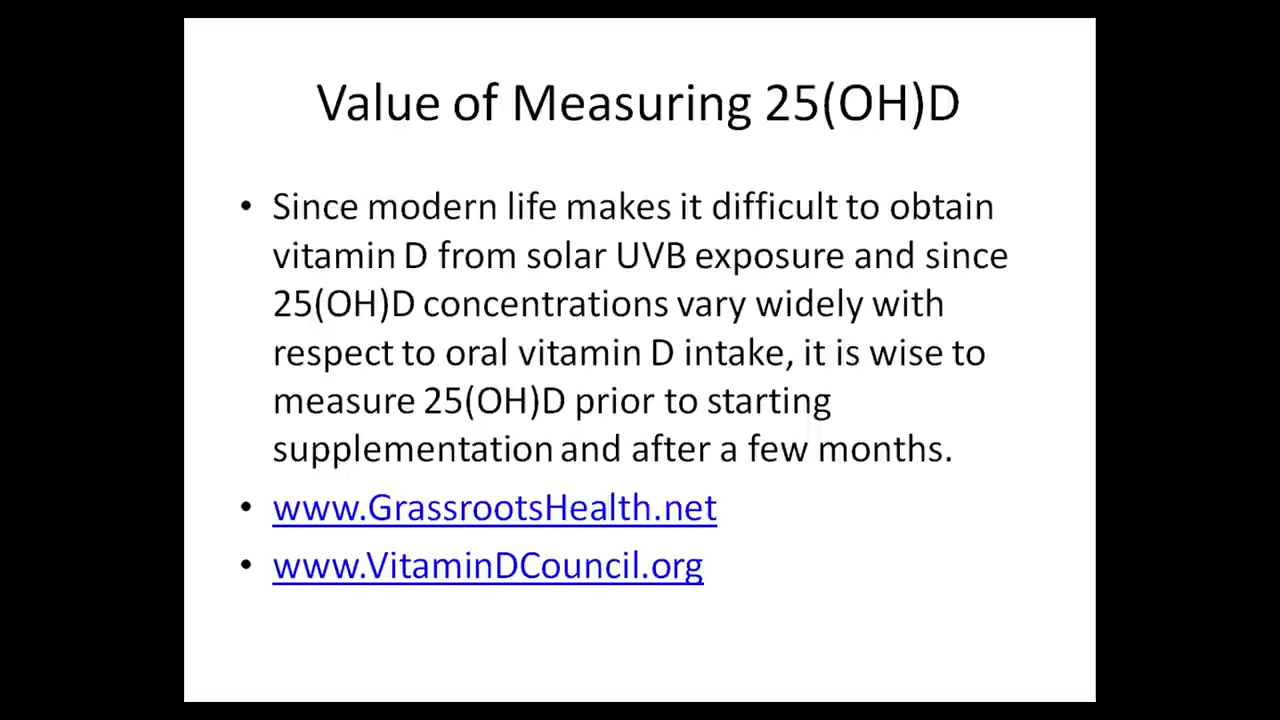 Value of Measuring 25(OH)D
• Since modern life makes it difficult to obtain
vitamin D from solar UVB exposure and since
25(OH)D concentrations vary widely with
respect to oral vitamin D intake, it is wise to
measure 25(OH)D prior to starting
supplementation and after a few months.
• www.GrassrootsHealth.net
• www.VitaminDCouncil.org